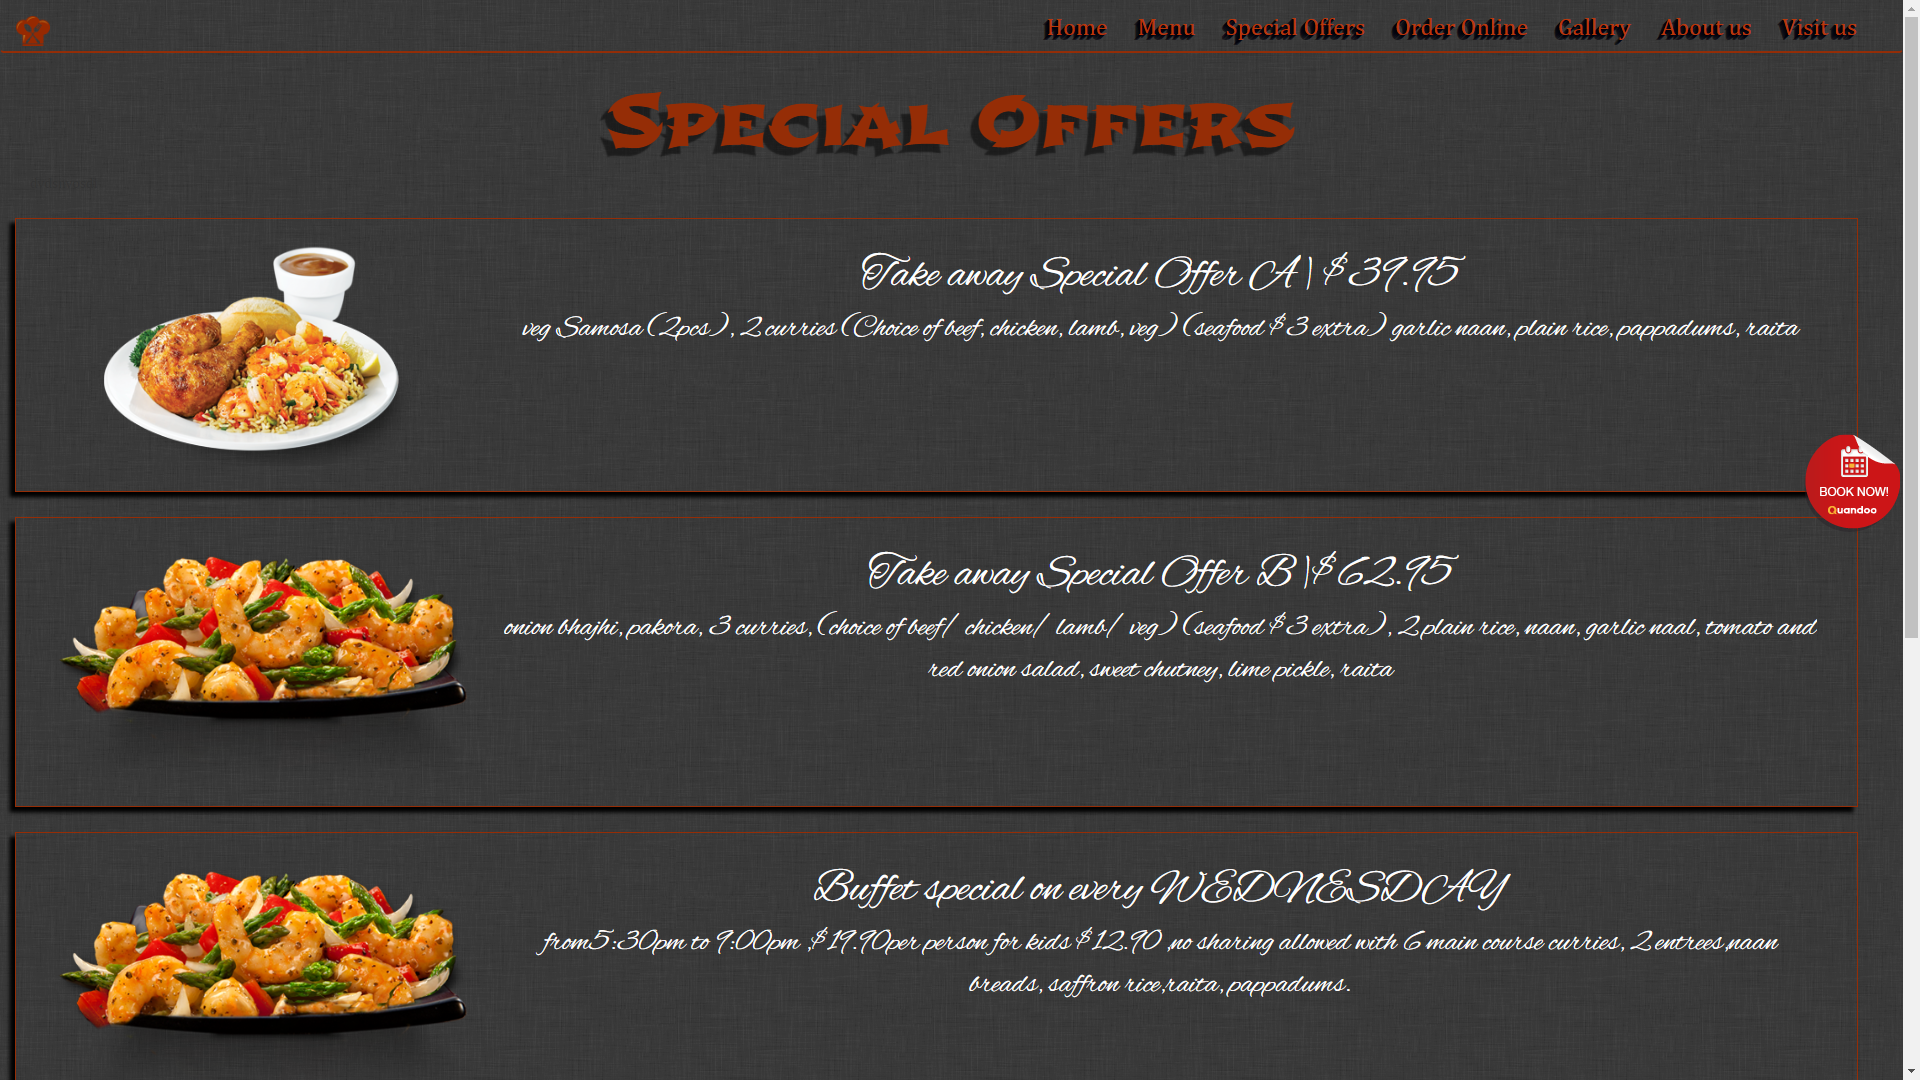 Home Menu Special Offers Order Online Gallery About us Visit us
Special Offers
Take away Special Offer A | $ 39.95
veg Samosa (2pcs), 2 curries (Choice of beef, chicken, lamb, veg) (seafood $ 3 extra) garlic naan, plain rice, pappadums, raita
BOOK NOW!
Quandoo
Take away Special Offer B |$ 62.95
onion bhajhi, pakora, 3 curries, (choice of beef/ chicken/ lamb/ veg) (seafood $ 3 extra), 2 plain rice, naan, garlic naal, tomato and
red onion salad, sweet chutney, lime pickle, raita
Buffet special on every WEDNESDAY
from5:30pm to 9:00pm ,$ 19.90per person for kids $ 12.90 ,no sharing allowed with 6 main course curries, 2 entrees,naan
breads, saffron rice,raita, pappadums.